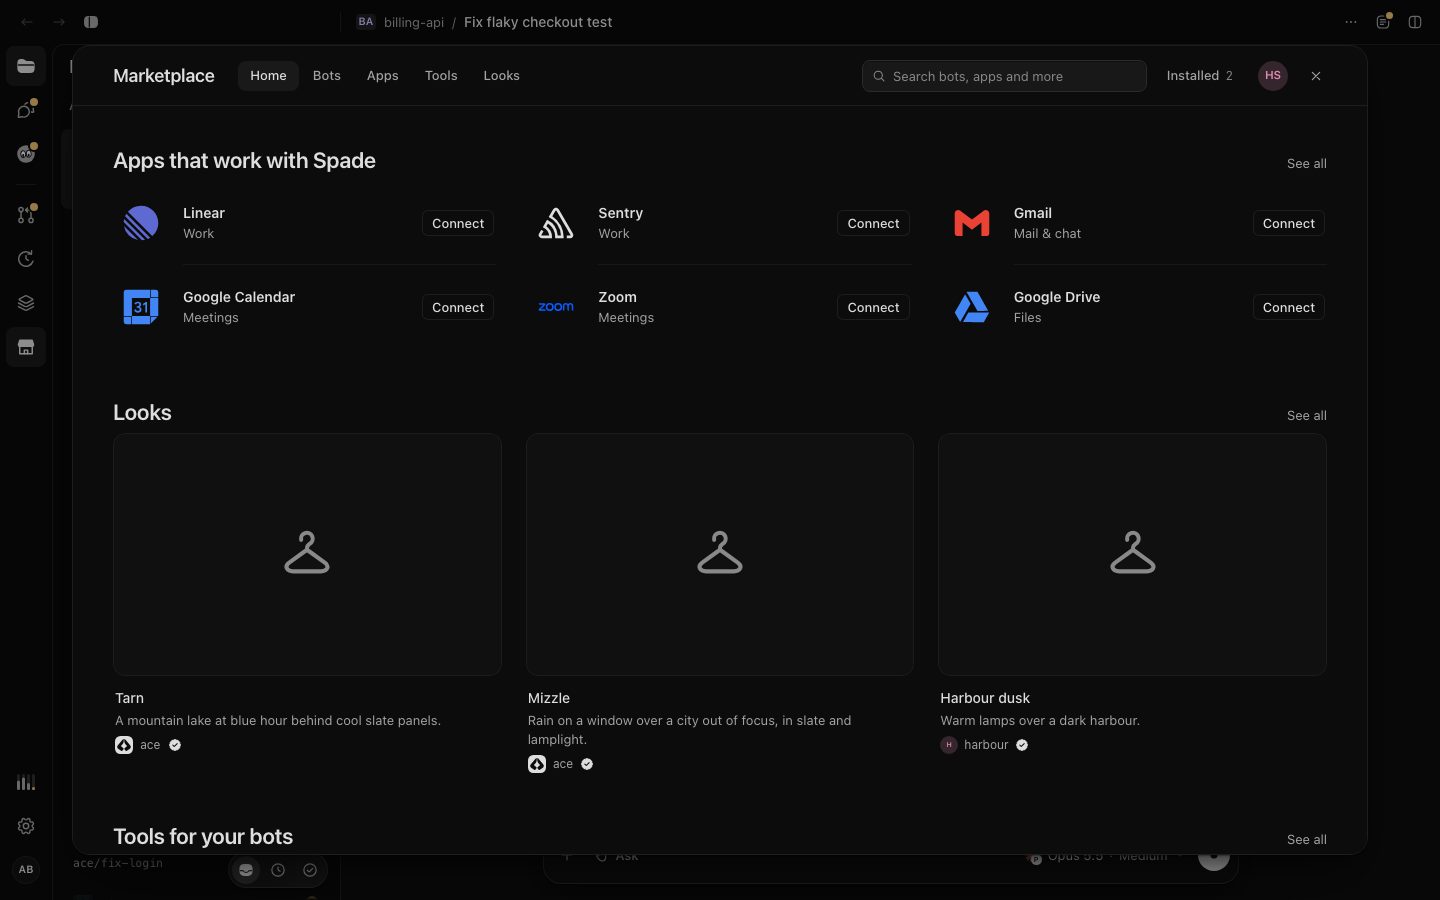 BA billing-api / Fix flaky checkout test
Marketplace Home Bots Apps Tools Looks Search bots, apps and more Installed 2 HS
Apps that work with Spade See all
Linear
Work
Connect
Sentry
Work
Connect
Gmail
Mail & chat
Connect
31
Google Calendar
Meetings
Connect
zoom
Zoom
Meetings
Connect
Google Drive
Files
Connect
Looks See all
Tarn
A mountain lake at blue hour behind cool slate panels.
ace
Mizzle
Rain on a window over a city out of focus, in slate and
lamplight.
ace
Harbour dusk
Warm lamps over a dark harbour.
H harbour
Tools for your bots See all
ace/fix-login
Ask
P Opus 5.5 · Medium
AB